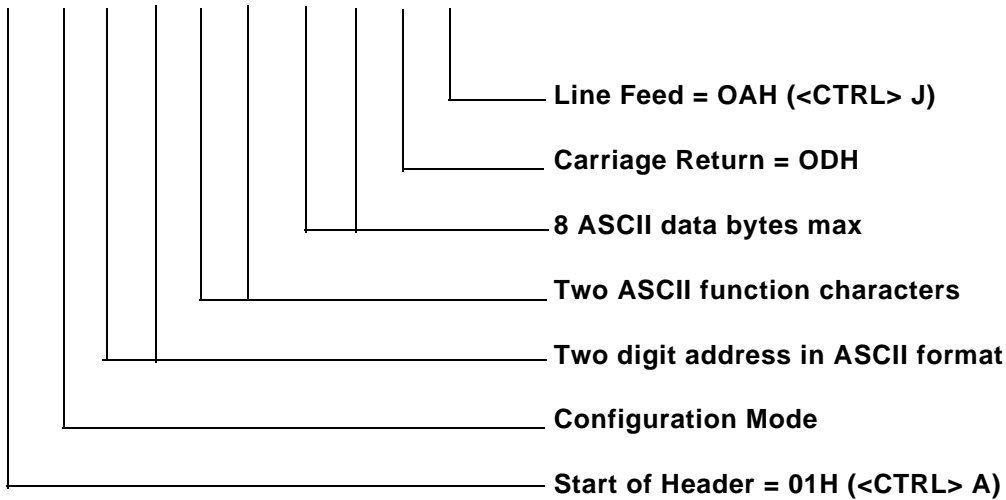 Line Feed = OAH (<CTRL> J)
Carriage Return = ODH
8 ASCII data bytes max
Two ASCII function characters
Two digit address in ASCII format
Configuration Mode
Start of Header = 01H (<CTRL> A)